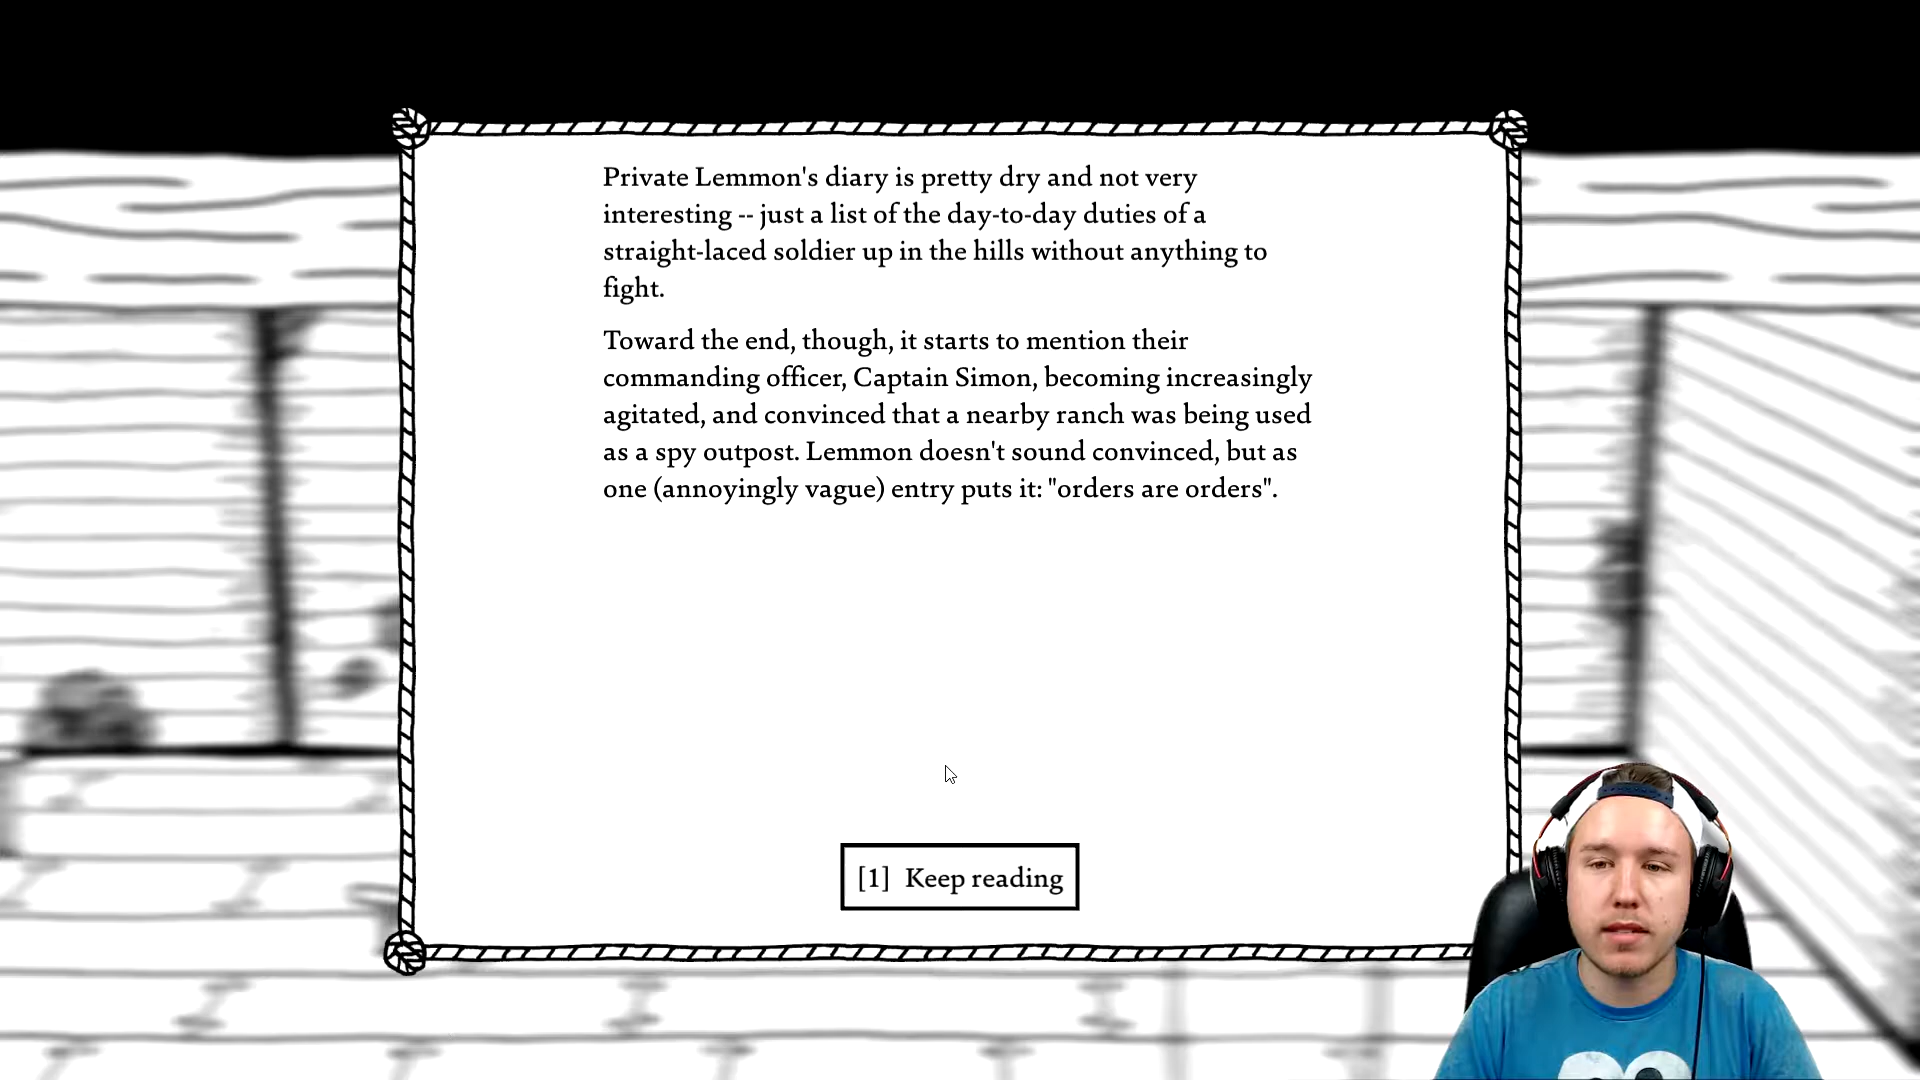 Private Lemmon's diary is pretty dry and not very
interesting -- just a list of the day-to-day duties of a
straight-laced soldier up in the hills without anything to
fight.
Toward the end, though, it starts to mention their
commanding officer, Captain Simon, becoming increasingly
agitated, and convinced that a nearby ranch was being used
as a spy outpost. Lemmon doesn't sound convinced, but as
one (annoyingly vague) entry puts it: "orders are orders".
[1] Keep reading